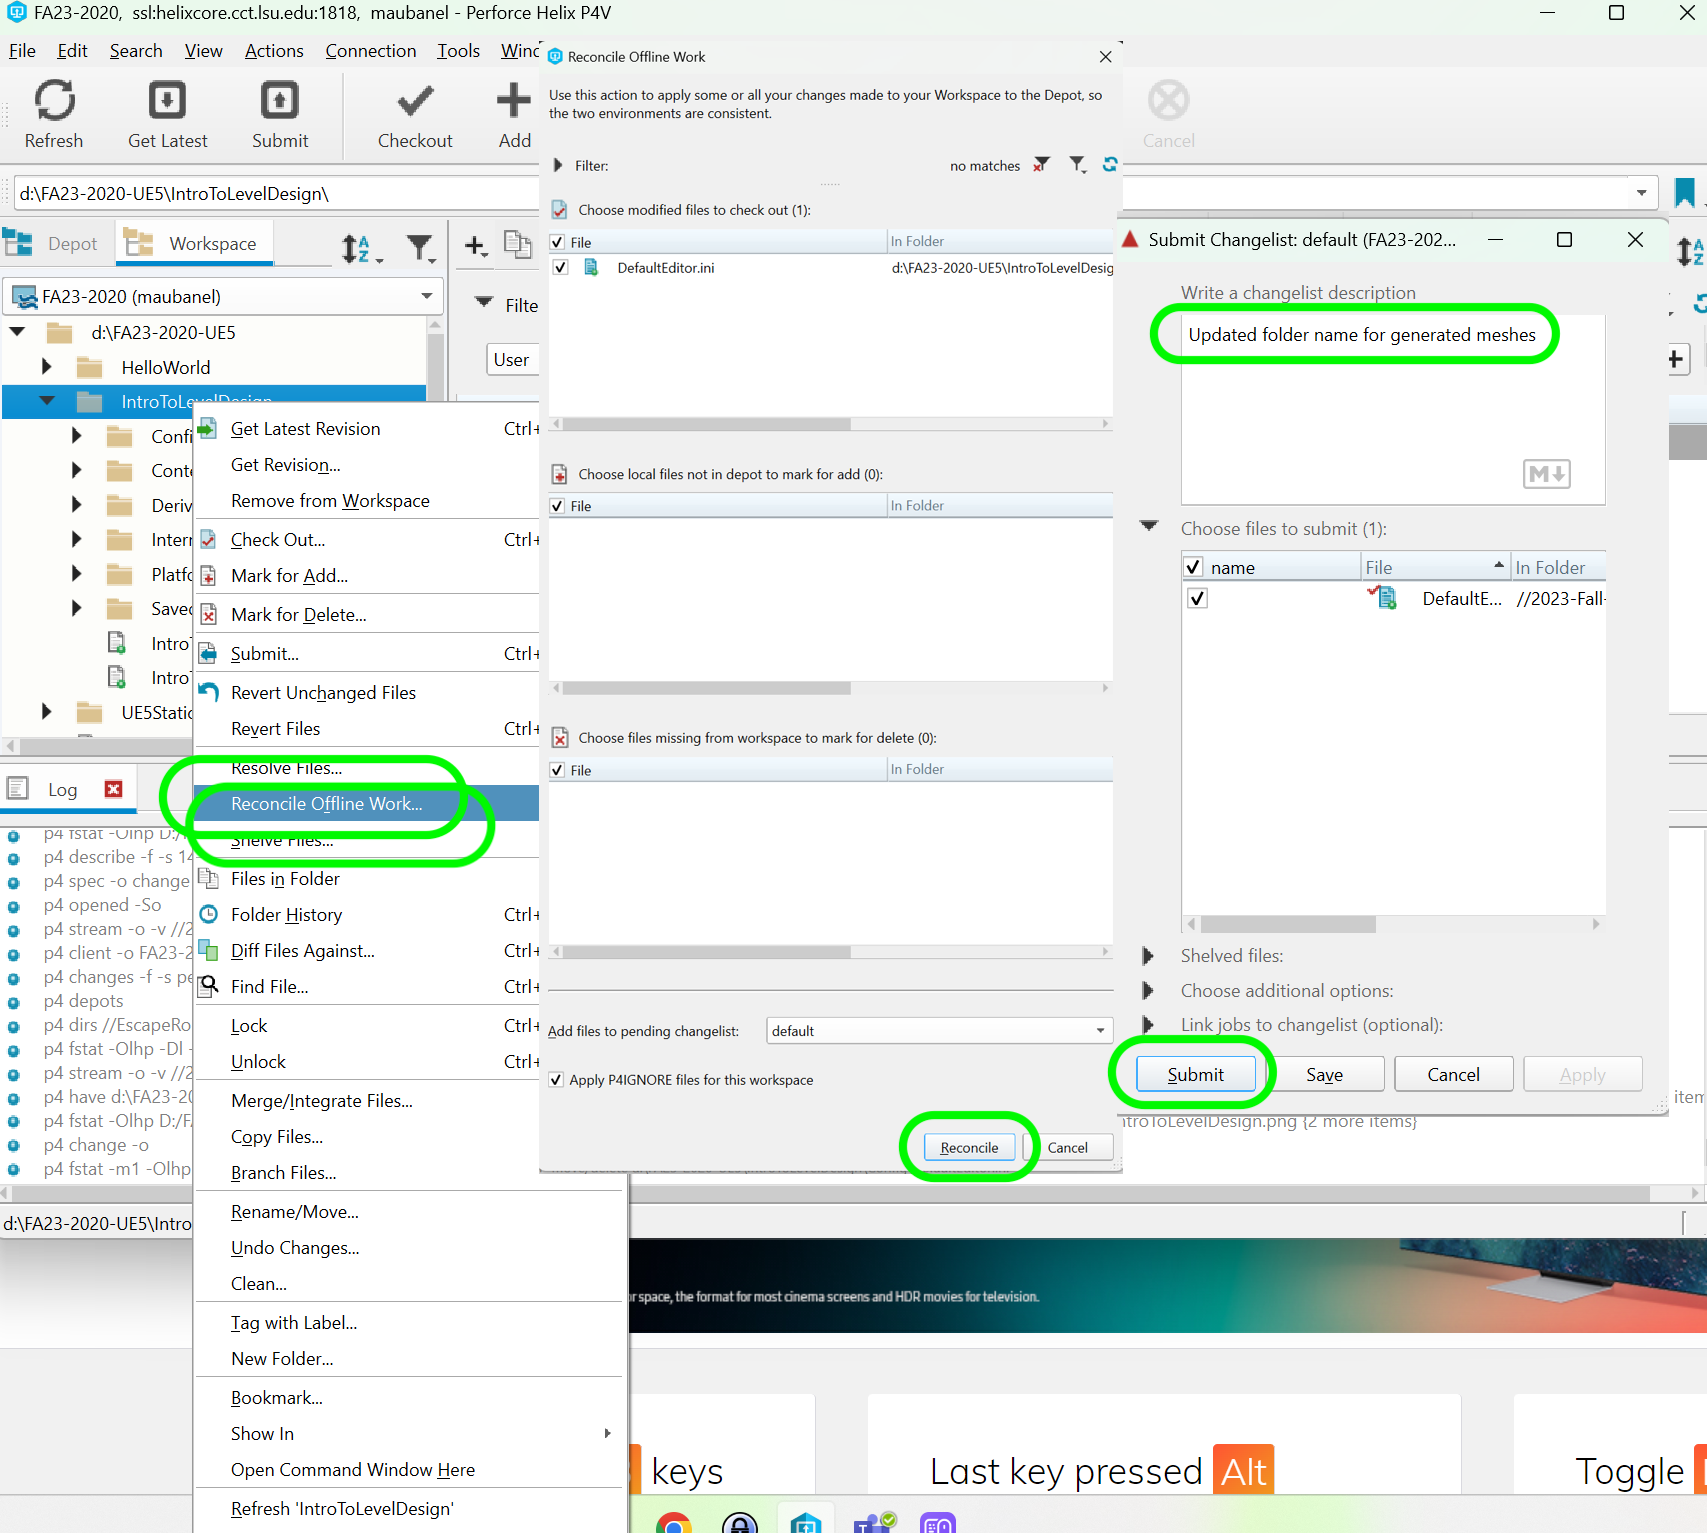 FA23-2020, ssl:helixcore.cct.lsu.edu:1818, maubanel - Perforce Helix P4V
File Edit Search View Actions Connection Tools Wind
Refresh Get Latest Submit Checkout Add Cancel
d:\FA23-2020-UE5\IntroToLevelDesign\
Depot Workspace
FA23-2020 (maubanel)
d:\FA23-2020-UE5
HelloWorld
IntroToLevelDesign
Confi
Conte
Deriv
Interr
Platfo
Saved
Intro
Intro
UE5Static
Filte
User
Log
p4 fstat -Olhp D:/
p4 describe -f -s 14
p4 spec -o change
p4 opened -So
p4 stream -o -v //2
p4 client -o FA23-2
p4 changes -f -s pe
p4 depots
p4 dirs //EscapeRo
p4 fstat -Olhp -Dl -
p4 stream -o -v //2
p4 have d:\FA23-20
p4 fstat -Olhp D:/FA
p4 change -o
p4 fstat -m1 -Olhp
d:\FA23-2020-UE5\Intro
Get Latest Revision Ctrl+
Get Revision...
Remove from Workspace
Check Out... Ctrl+
Mark for Add...
Mark for Delete...
Submit... Ctrl+
Revert Unchanged Files
Revert Files Ctrl+
Resolve Files...
Reconcile Offline Work...
Shelve Files...
Files in Folder
Folder History Ctrl+
Diff Files Against... Ctrl+
Find File... Ctrl+
Lock Ctrl+
Unlock Ctrl+
Merge/Integrate Files...
Copy Files...
Branch Files...
Rename/Move...
Undo Changes...
Clean...
Tag with Label...
New Folder...
Bookmark...
Show In
Open Command Window Here
Refresh 'IntroToLevelDesign'
Reconcile Offline Work
Use this action to apply some or all your changes made to your Workspace to the Depot, so
the two environments are consistent.
Filter: no matches
Choose modified files to check out (1):
File In Folder
DefaultEditor.ini d:\FA23-2020-UE5\IntroToLevelDesig
Choose local files not in depot to mark for add (0):
File In Folder
Choose files missing from workspace to mark for delete (0):
File In Folder
Add files to pending changelist: default
Apply P4IGNORE files for this workspace
Reconcile Cancel
Submit Changelist: default (FA23-202...
Write a changelist description
Updated folder name for generated meshes
M
Choose files to submit (1):
name File In Folder
DefaultE... //2023-Fall-
Shelved files:
Choose additional options:
Link jobs to changelist (optional):
Submit Save Cancel Apply
item
ntroToLevelDesign.png {2 more items}
r space, the format for most cinema screens and HDR movies for television.
keys
Last key pressed Alt
Toggle